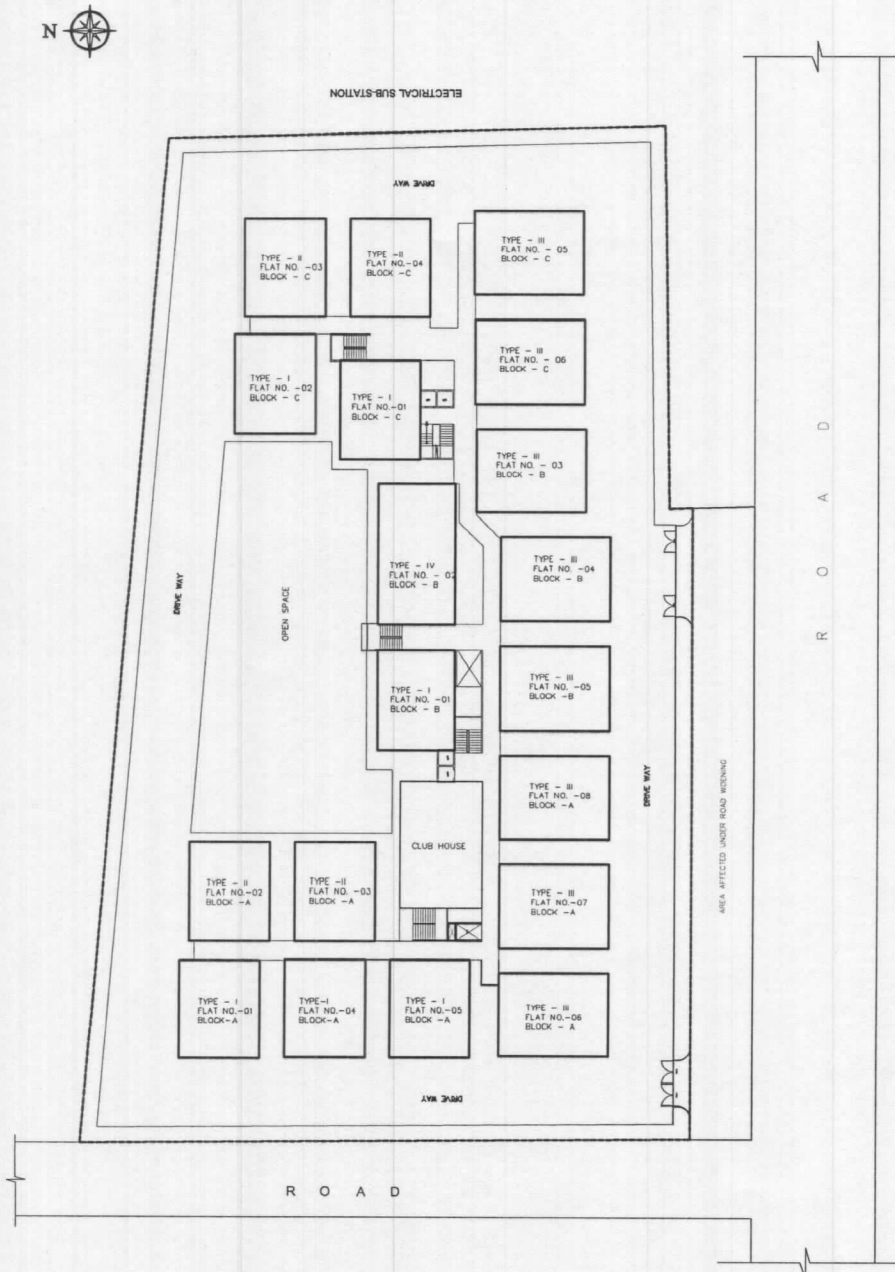 N
ELECTRICAL SUB-STATION
DRIVE WAY
TYPE - II
FLAT NO. -03
BLOCK - C
TYPE -II
FLAT NO.-04
BLOCK -C
TYPE - III
FLAT NO. -05
BLOCK - C
TYPE - III
FLAT NO. - 06
BLOCK - C
TYPE - I
FLAT NO. -02
BLOCK - C
TYPE - I
FLAT NO.-01
BLOCK - C
TYPE - III
FLAT NO. - 03
BLOCK - B
TYPE - IV
FLAT NO. - 02
BLOCK - B
TYPE - III
FLAT NO. -04
BLOCK - B
DRIVE WAY
OPEN SPACE
ROAD
TYPE - I
FLAT NO. -01
BLOCK - B
TYPE - III
FLAT NO. -05
BLOCK -B
TYPE - III
FLAT NO. -08
BLOCK -A
DRIVE WAY
AREA AFFECTED UNDER ROAD WIDENING
CLUB HOUSE
TYPE - II
FLAT NO.-02
BLOCK -A
TYPE -II
FLAT NO. -03
BLOCK -A
TYPE - III
FLAT NO.-07
BLOCK -A
TYPE - I
FLAT NO.-01
BLOCK-A
TYPE-I
FLAT NO.-04
BLOCK-A
TYPE - I
FLAT NO.-05
BLOCK -A
TYPE - III
FLAT NO.-06
BLOCK - A
DRIVE WAY
ROAD